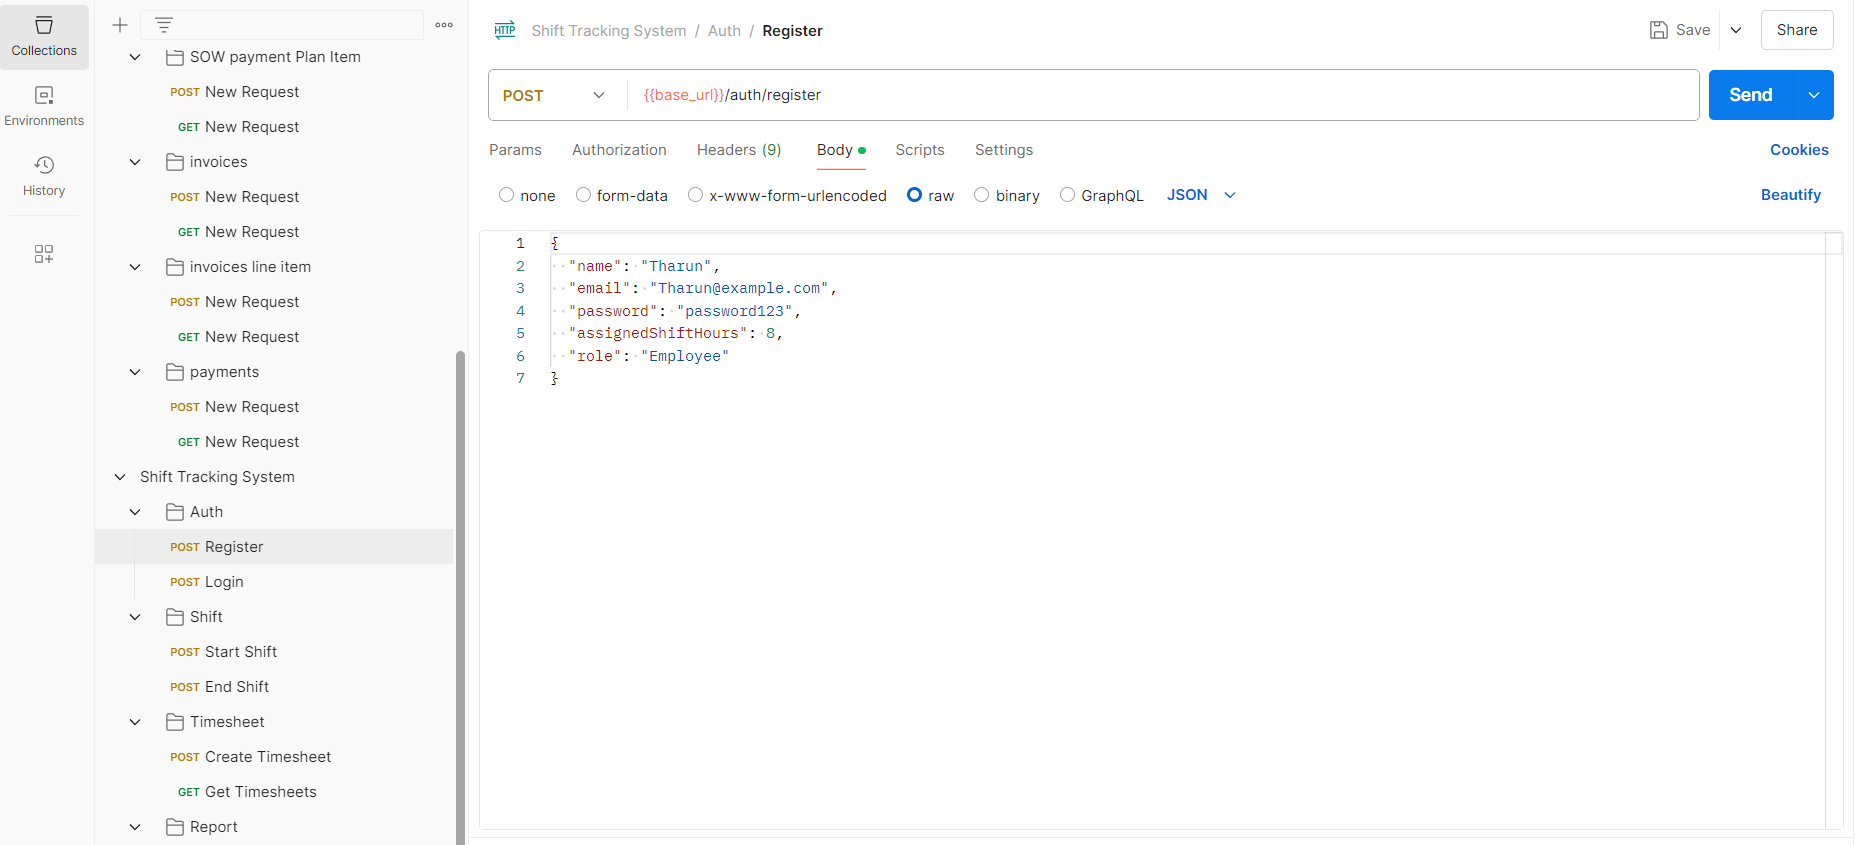 Collections
Environments
History
SOW payment Plan Item
POST New Request
GET New Request
invoices
POST New Request
GET New Request
invoices line item
POST New Request
GET New Request
payments
POST New Request
GET New Request
Shift Tracking System
Auth
POST Register
POST Login
Shift
POST Start Shift
POST End Shift
Timesheet
POST Create Timesheet
GET Get Timesheets
Report
HTTP Shift Tracking System / Auth / Register
Save
Share
POST {{base_url}}/auth/register
Send
Params Authorization Headers (9) Body Scripts Settings Cookies
none form-data x-www-form-urlencoded raw binary GraphQL JSON Beautify
1 {
2 "name": "Tharun",
3 "email": "Tharun@example.com",
4 "password": "password123",
5 "assignedShiftHours": 8,
6 "role": "Employee"
7 }